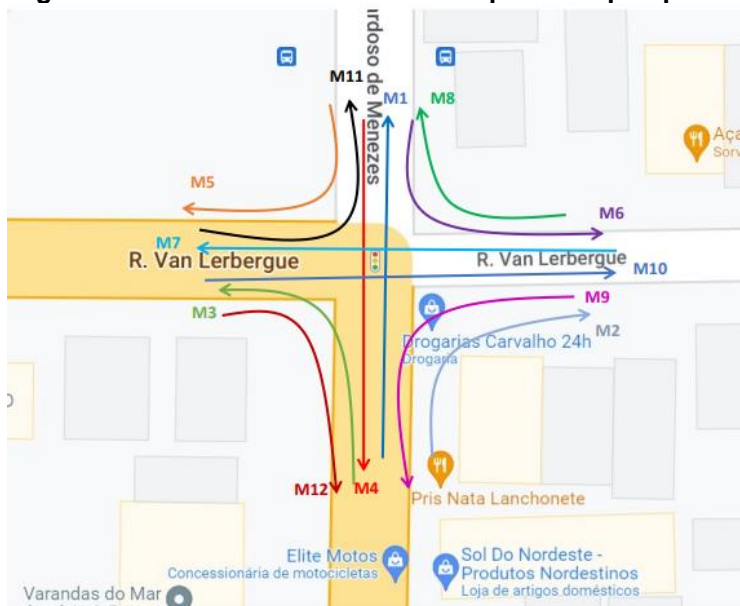 M11
M1
M8
rdoso de Menezes
Aça
Sorv
M5
M6
M7
R. Van Lerbergue
R. Van Lerbergue
M10
M9
M3
Drogarias Carvalho 24h
Drogaria
M2
M12
M4
Pris Nata Lanchonete
Elite Motos
Concessionária de motocicletas
Sol Do Nordeste -
Produtos Nordestinos
Loja de artigos domésticos
Varandas do Mar